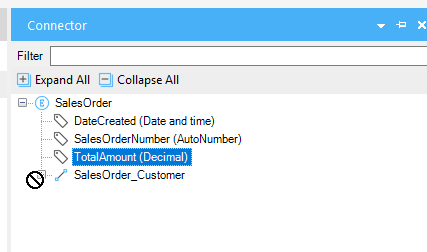 Connector
Filter
Expand All Collapse All
SalesOrder
DateCreated (Date and time)
SalesOrderNumber (AutoNumber)
TotalAmount (Decimal)
SalesOrder_Customer